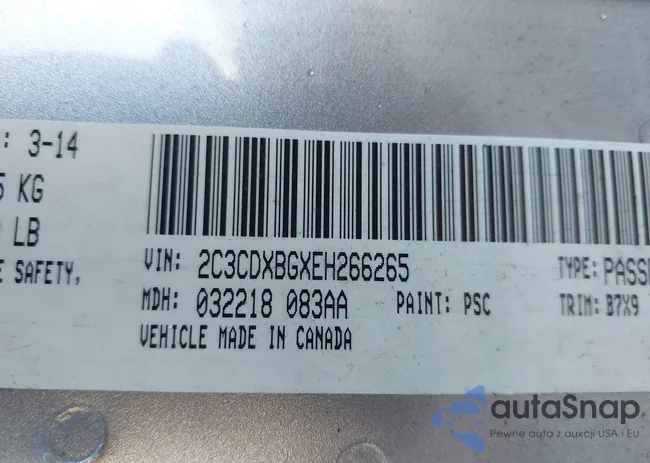 : 3-14
5 KG
LB
E SAFETY,
VIN: 2C3CDXBGXEH266265
TYPE: PASS
MDH: 032218 083AA
PAINT: PSC
TRIM: B7X9
VEHICLE MADE IN CANADA
autaSnap
Pewne auta z aukcji USA i EU